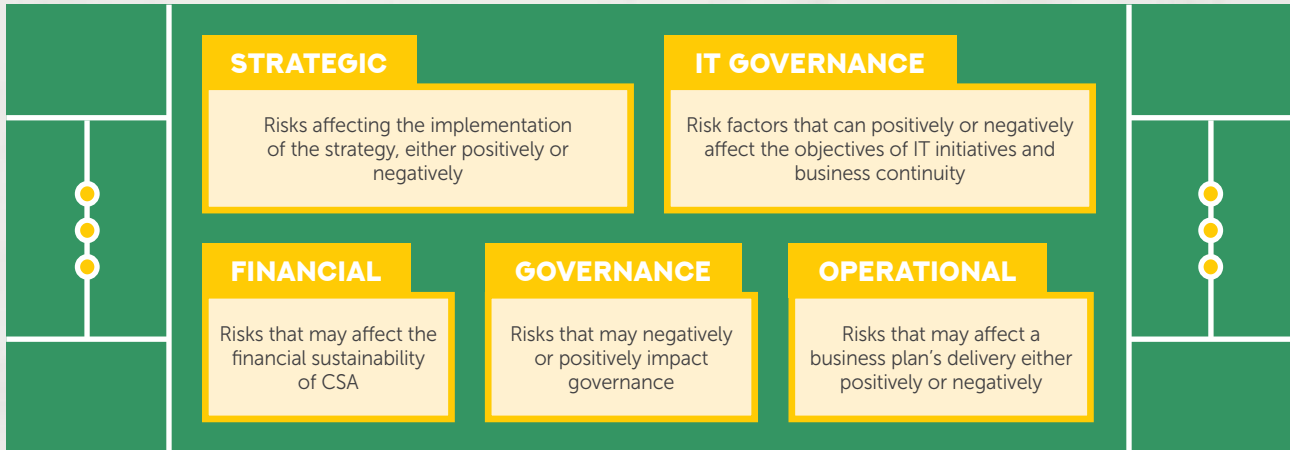 STRATEGIC
Risks affecting the implementation
of the strategy, either positively or
negatively
IT GOVERNANCE
Risk factors that can positively or negatively
affect the objectives of IT initiatives and
business continuity
FINANCIAL
Risks that may affect the
financial sustainability
of CSA
GOVERNANCE
Risks that may negatively
or positively impact
governance
OPERATIONAL
Risks that may affect a
business plan’s delivery either
positively or negatively